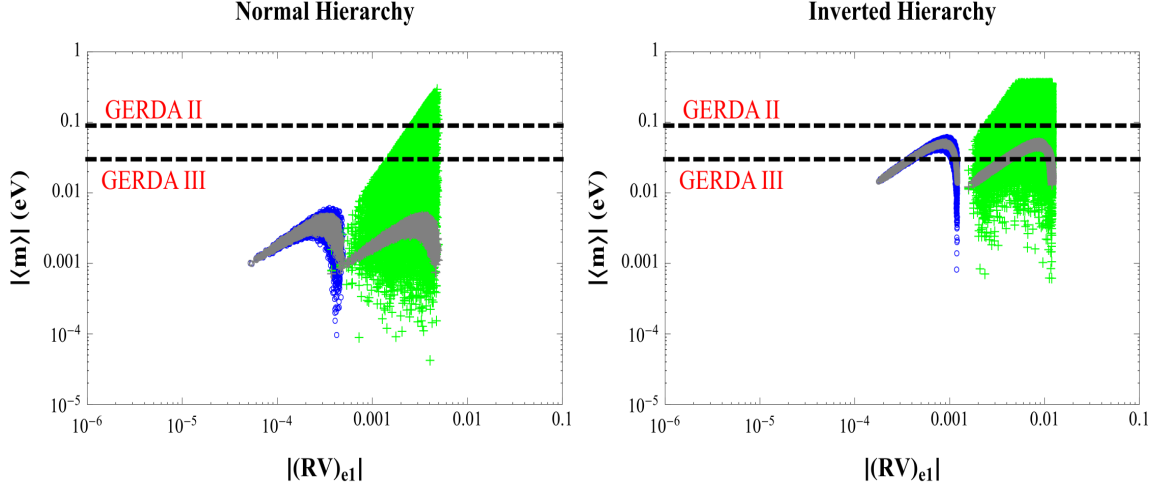 Normal Hierarchy
1
0.1
0.01
0.001
10⁻⁴
10⁻⁵
|⟨m⟩| (eV)
GERDA II
GERDA III
10⁻⁶
10⁻⁵
10⁻⁴
0.001
0.01
0.1
|(RV)ₑ₁|
Inverted Hierarchy
1
0.1
0.01
0.001
10⁻⁴
10⁻⁵
|⟨m⟩| (eV)
GERDA II
GERDA III
10⁻⁶
10⁻⁵
10⁻⁴
0.001
0.01
0.1
|(RV)ₑ₁|